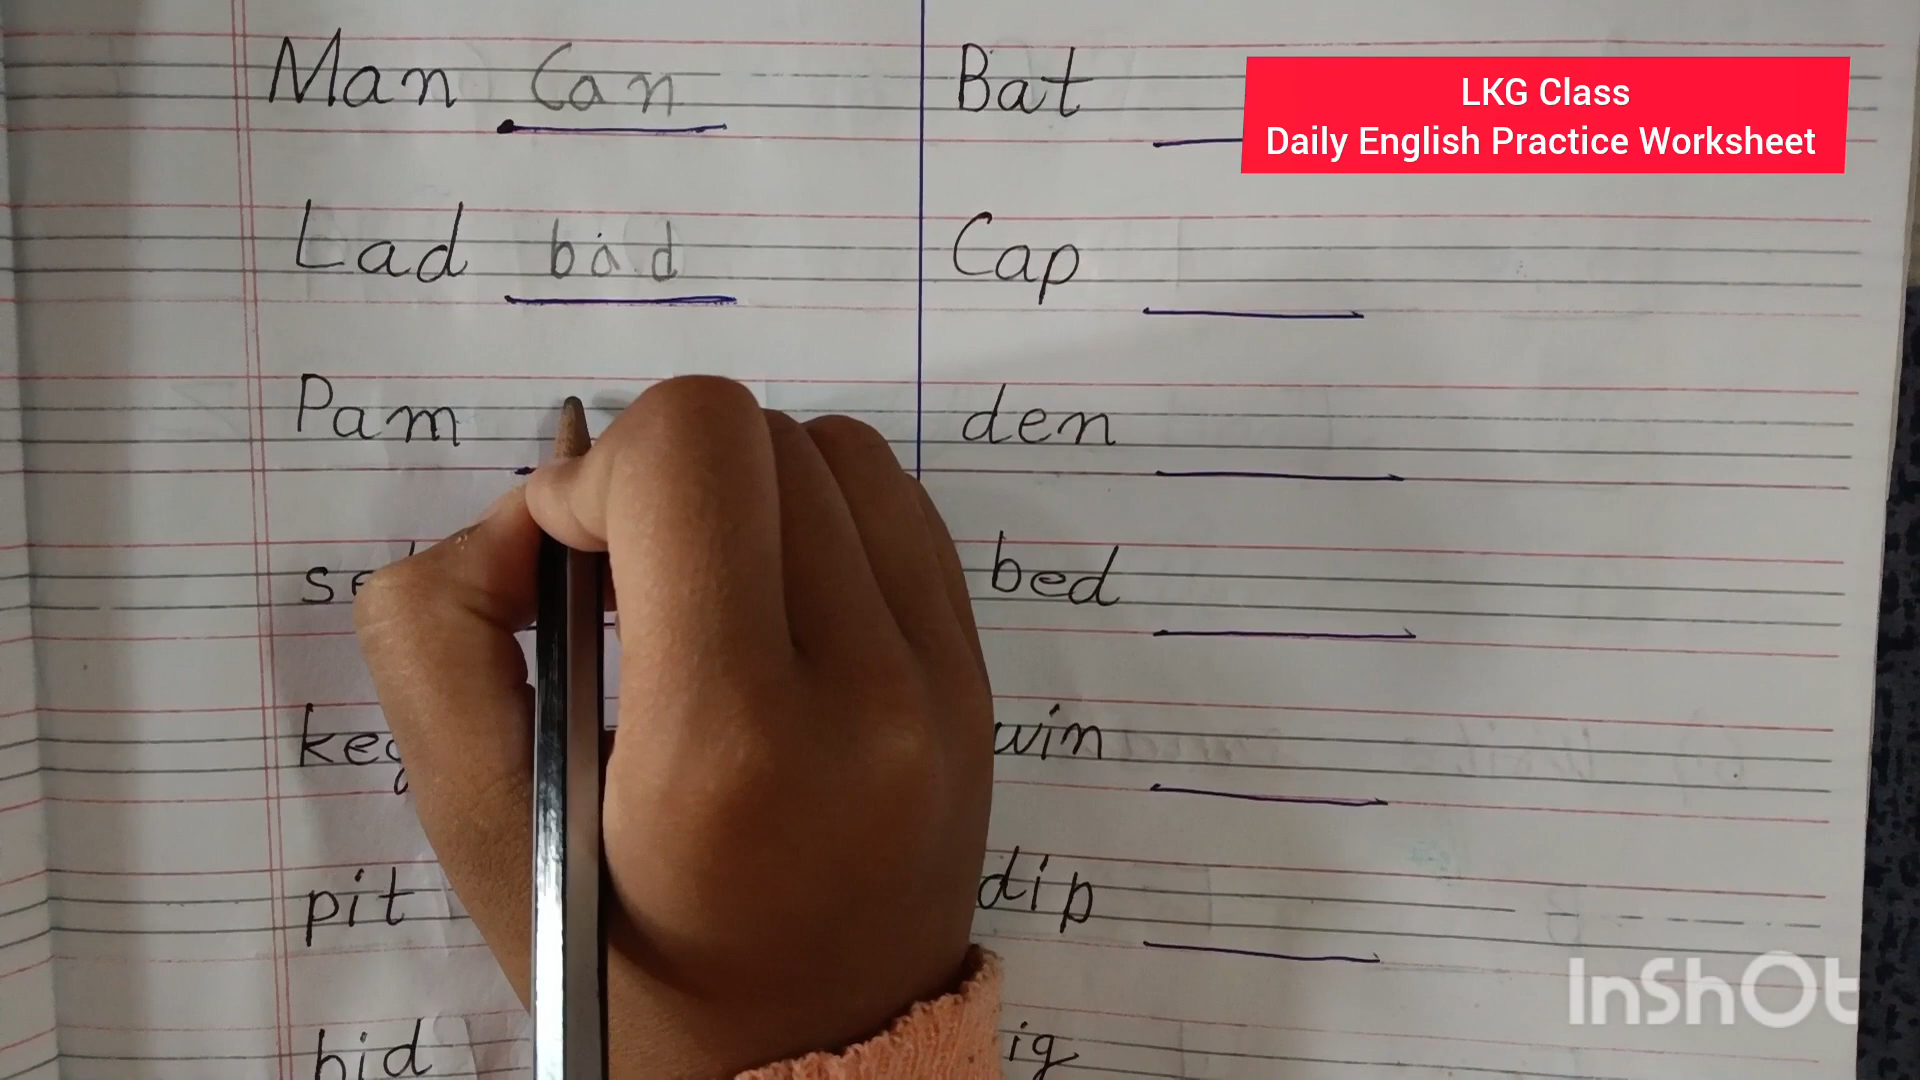 Man Can Bat
LKG Class
Daily English Practice Worksheet
Lad bad Cap
Pam den
bed
win
pit dip
InShOt